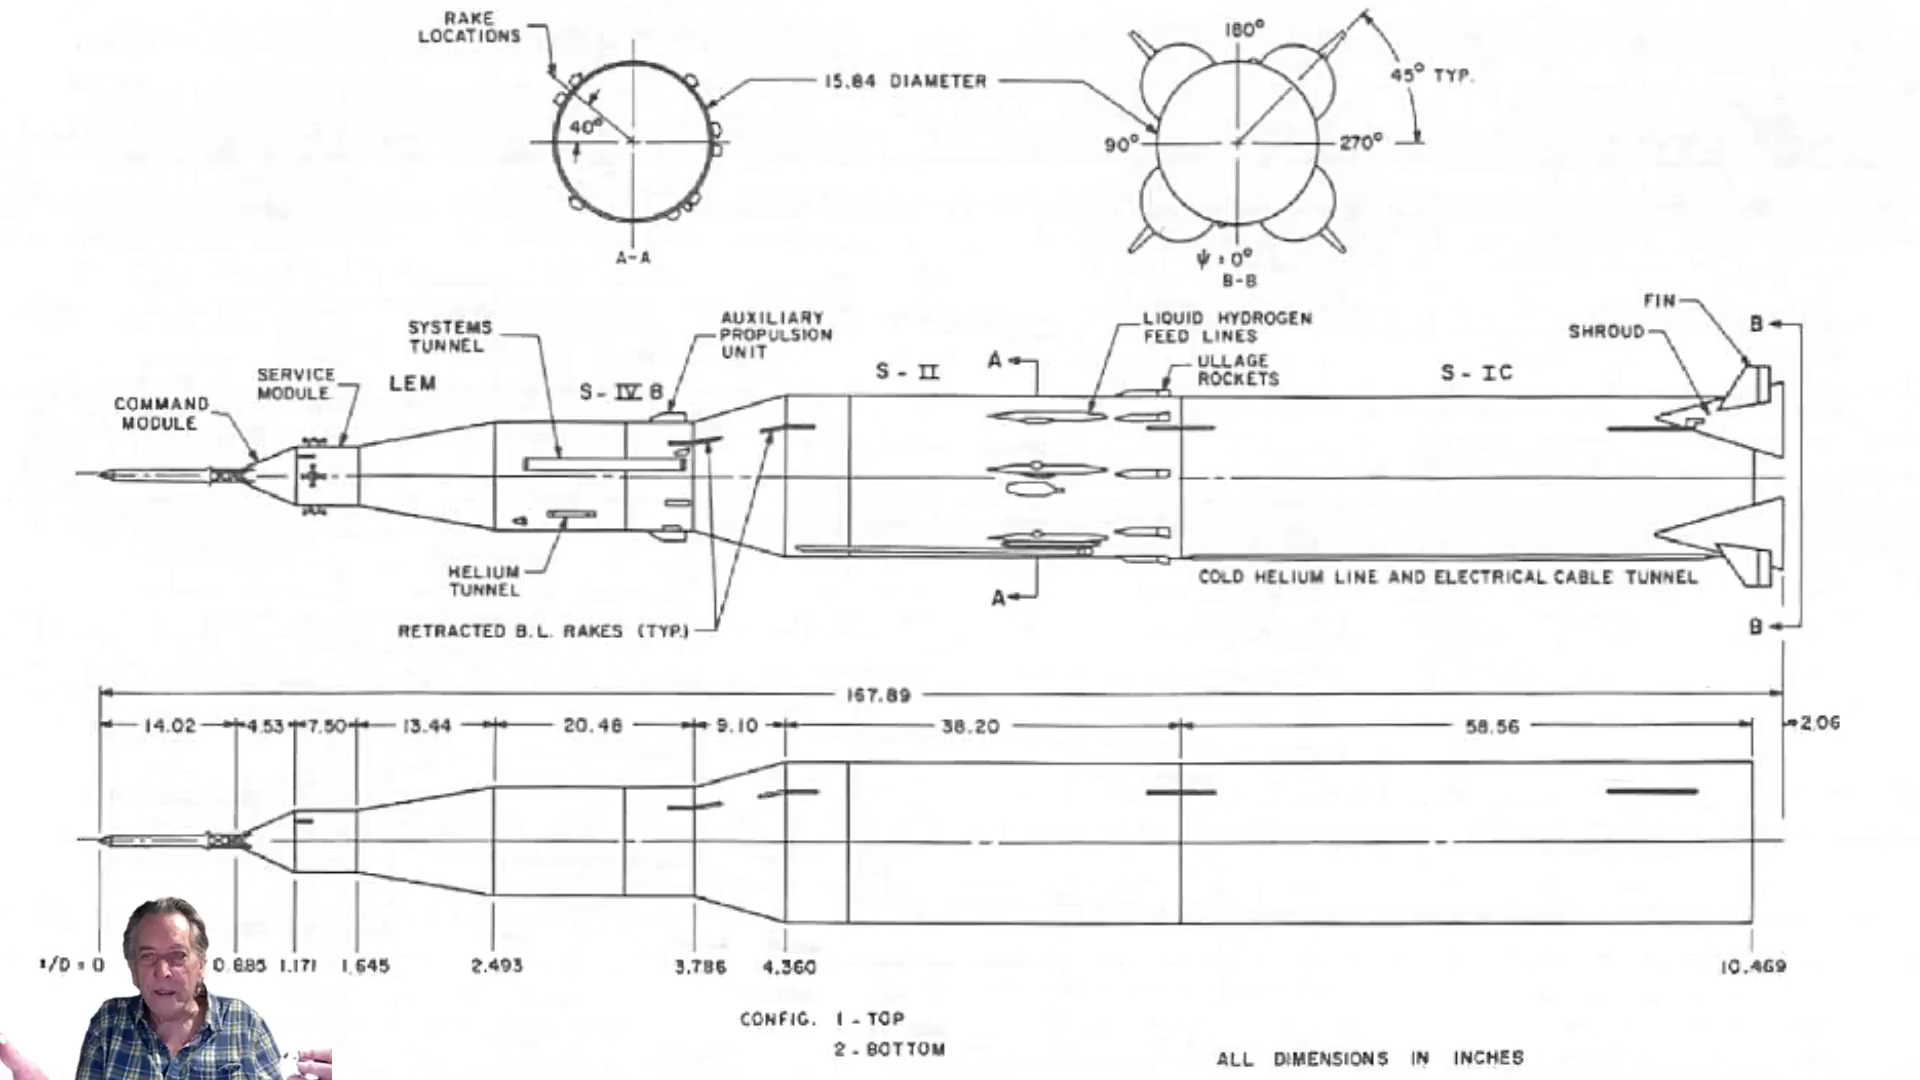 RAKE
LOCATIONS
40°
A-A
15.84 DIAMETER
180°
45° TYP.
90°
270°
ψ = 0°
B-B
COMMAND
MODULE
SERVICE
MODULE
LEM
SYSTEMS
TUNNEL
S-IV B
AUXILIARY
PROPULSION
UNIT
S-II
A
LIQUID HYDROGEN
FEED LINES
ULLAGE
ROCKETS
S-IC
SHROUD
FIN
B
HELIUM
TUNNEL
RETRACTED B.L. RAKES (TYP.)
A
COLD HELIUM LINE AND ELECTRICAL CABLE TUNNEL
B
167.89
14.02 4.53 7.50 13.44 20.48 9.10 38.20 58.56 2.06
X/D = 0 0.885 1.171 1.645 2.493 3.786 4.360 10.469
CONFIG. 1 - TOP
2 - BOTTOM
ALL DIMENSIONS IN INCHES